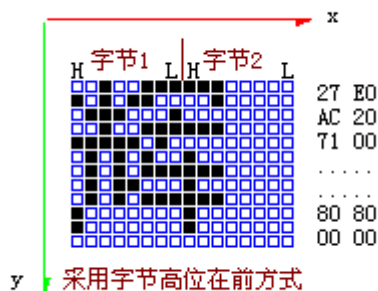 x
字节1 字节2
H L H L
27 E0
AC 20
71 00
.....
.....
80 80
00 00
y 采用字节高位在前方式